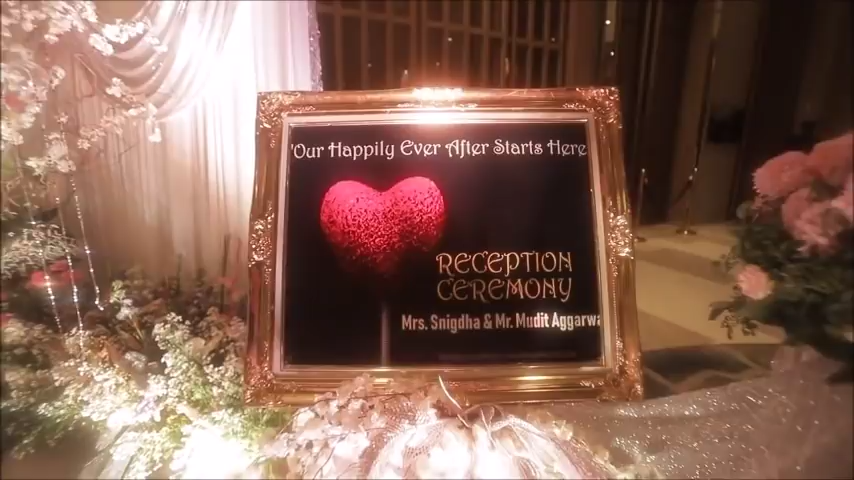 'Our Happily Ever After Starts Here
RECEPTION
CEREMONY
Mrs. Snigdha & Mr. Mudit Aggarwa